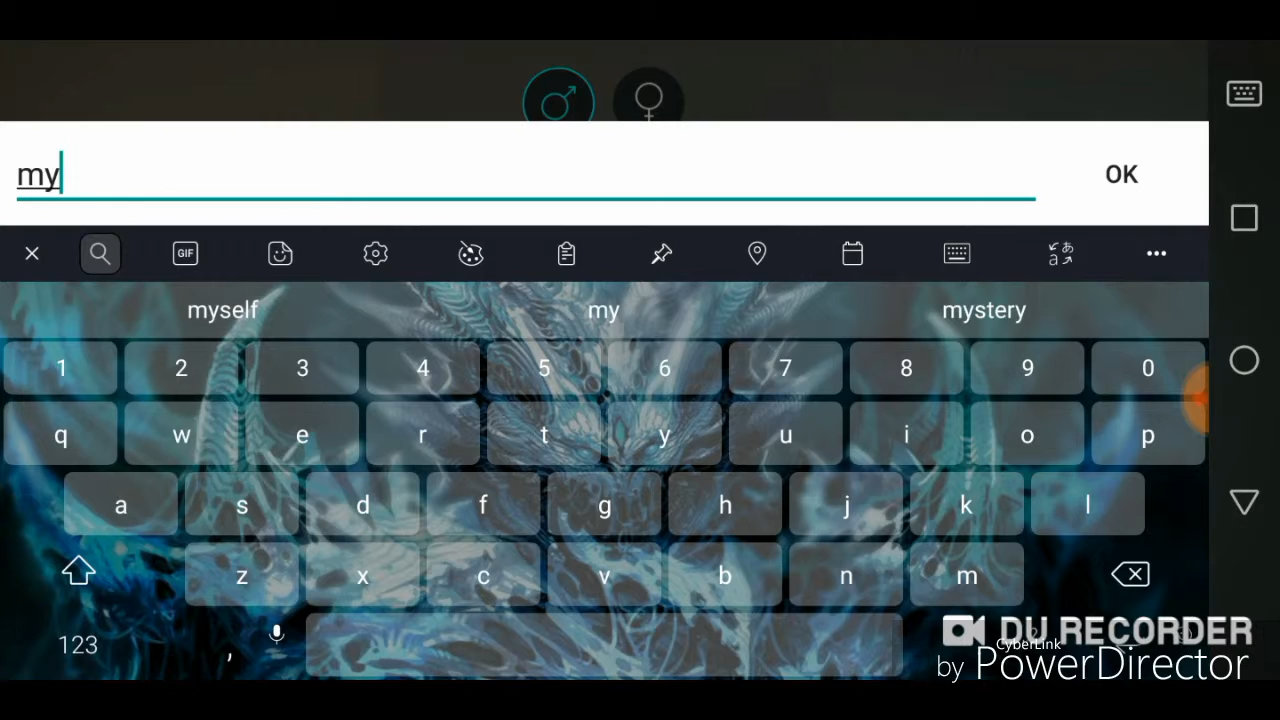 my
OK
GIF
あ
a
myself my mystery
1 2 3 4 5 6 7 8 9 0
q w e r t y u i o p
a s d f g h j k l
z x c v b n m
123 ,
DU RECORDER
CyberLink
by PowerDirector